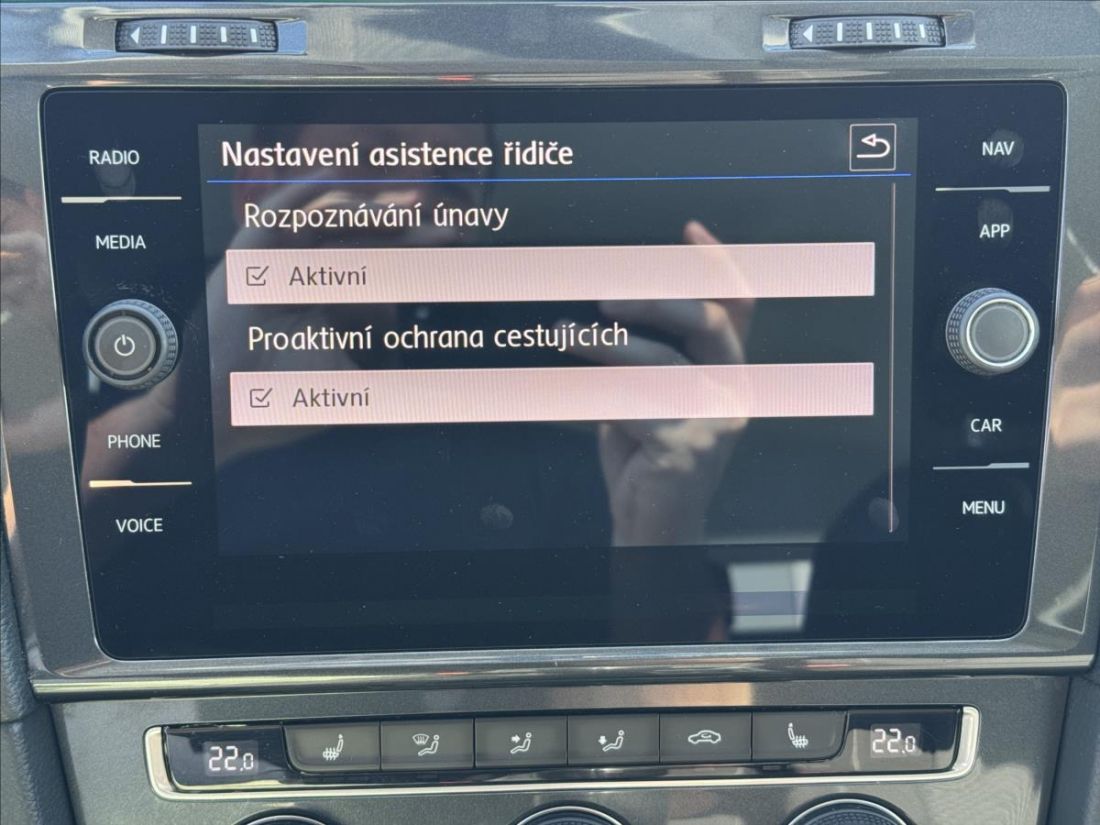 Nastavení asistence řidiče
Rozpoznávání únavy
Aktivní
Proaktivní ochrana cestujících
Aktivní
RADIO
MEDIA
PHONE
VOICE
NAV
APP
CAR
MENU
22,0
22,0